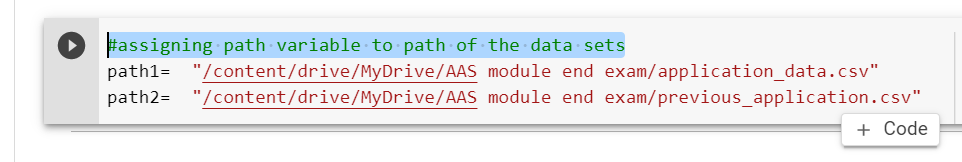 #assigning path variable to path of the data sets
path1=  "/content/drive/MyDrive/AAS module end exam/application_data.csv"
path2=  "/content/drive/MyDrive/AAS module end exam/previous_application.csv"
+ Code